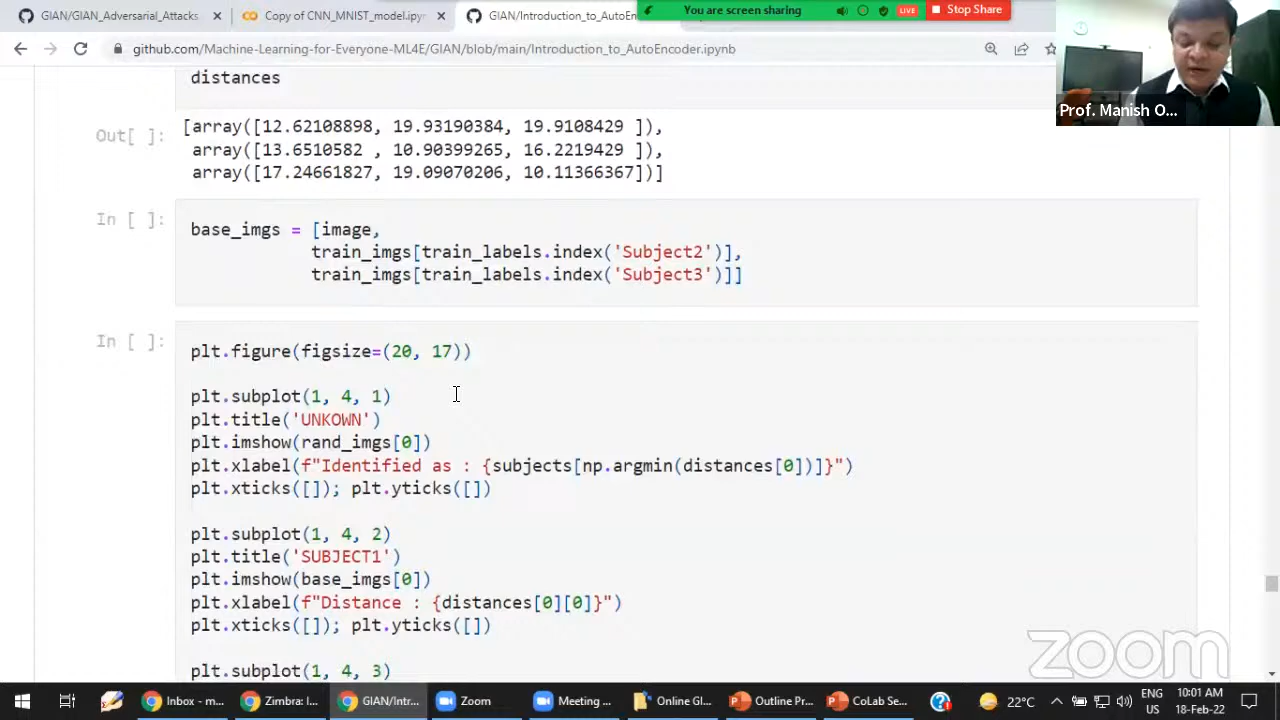 GIAN/GIAN_Adversarial_Attacks
Copy of CNN_MNIST_model.ipyn
GIAN/Introduction_to_AutoEncod
You are screen sharing
LIVE
Stop Share
github.com/Machine-Learning-for-Everyone-ML4E/GIAN/blob/main/Introduction_to_AutoEncoder.ipynb
Prof. Manish O...
distances
Out[ ]:
[array([12.62108898, 19.93190384, 19.9108429 ]),
array([13.6510582 , 10.90399265, 16.2219429 ]),
array([17.24661827, 19.09070206, 10.11366367])]
In [ ]:
base_imgs = [image,
train_imgs[train_labels.index('Subject2')],
train_imgs[train_labels.index('Subject3')]]
In [ ]:
plt.figure(figsize=(20, 17))
plt.subplot(1, 4, 1)
plt.title('UNKOWN')
plt.imshow(rand_imgs[0])
plt.xlabel(f"Identified as : {subjects[np.argmin(distances[0])]}")
plt.xticks([]); plt.yticks([])
plt.subplot(1, 4, 2)
plt.title('SUBJECT1')
plt.imshow(base_imgs[0])
plt.xlabel(f"Distance : {distances[0][0]}")
plt.xticks([]); plt.yticks([])
plt.subplot(1, 4, 3)
zoom
Inbox - m...
Zimbra: I...
GIAN/Intr...
Zoom
Meeting ...
Online GI...
Outline Pr...
CoLab Se...
22°C
ENG
US
10:01 AM
18-Feb-22